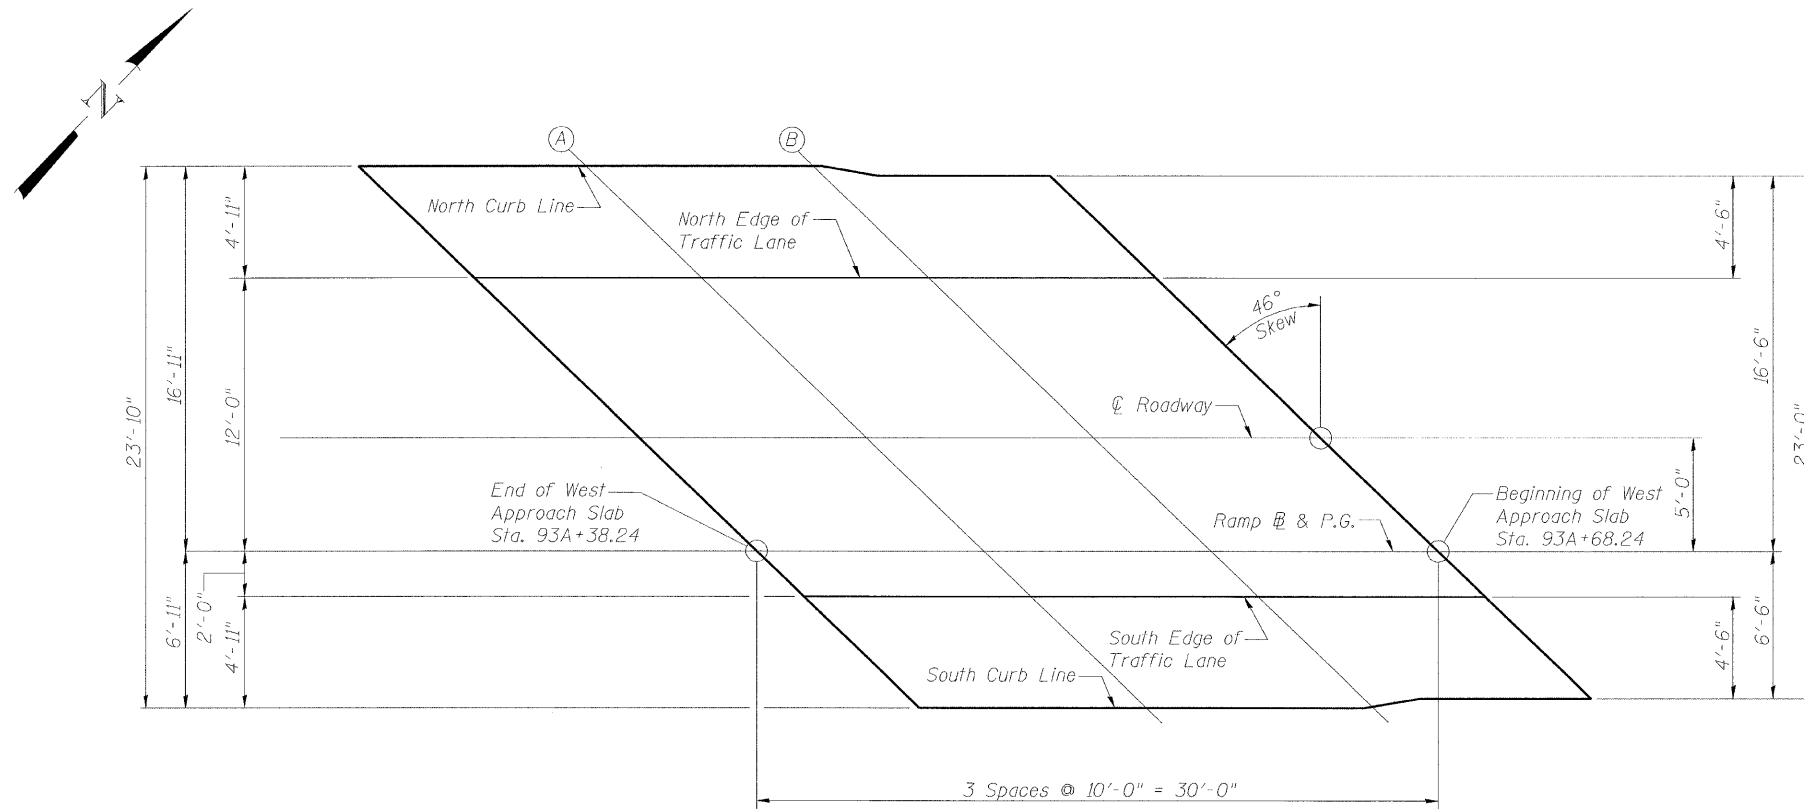 N
A
B
North Curb Line
North Edge of
Traffic Lane
4'-11"
4'-6"
46°
Skew
16'-11"
16'-6"
12'-0"
23'-10"
23'-0"
℄ Roadway
End of West
Approach Slab
Sta. 93A+38.24
Ramp ⅊ & P.G.
Beginning of West
Approach Slab
Sta. 93A+68.24
5'-0"
6'-11"
2'-0"
4'-11"
South Edge of
Traffic Lane
South Curb Line
4'-6"
6'-6"
3 Spaces @ 10'-0" = 30'-0"